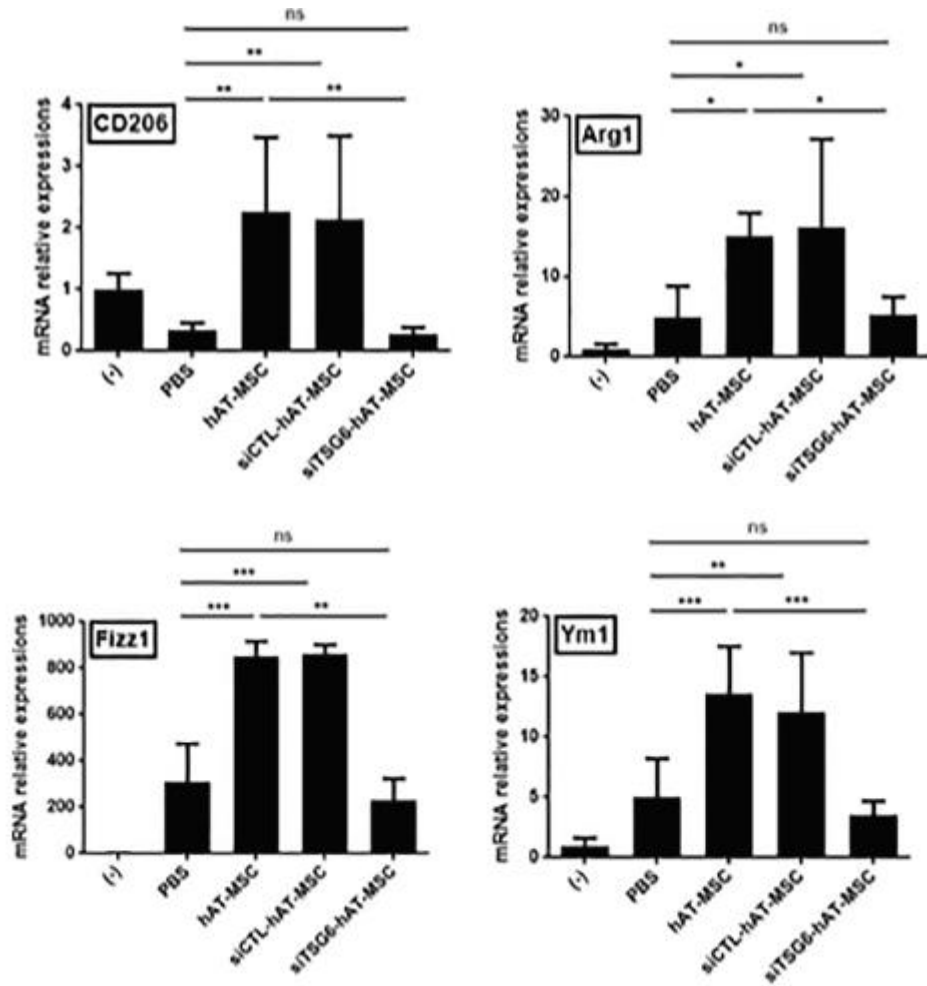 ns
**
** **
CD206
mRNA relative expressions
4
3
2
1
0
(-)
PBS
hAT-MSC
siCTL-hAT-MSC
siTSG6-hAT-MSC
ns
*
* *
Arg1
mRNA relative expressions
30
20
10
0
(-)
PBS
hAT-MSC
siCTL-hAT-MSC
siTSG6-hAT-MSC
ns
***
*** **
Fizz1
mRNA relative expressions
1000
800
600
400
200
0
(-)
PBS
hAT-MSC
siCTL-hAT-MSC
siTSG6-hAT-MSC
ns
**
*** ***
Ym1
mRNA relative expressions
20
15
10
5
0
(-)
PBS
hAT-MSC
siCTL-hAT-MSC
siTSG6-hAT-MSC